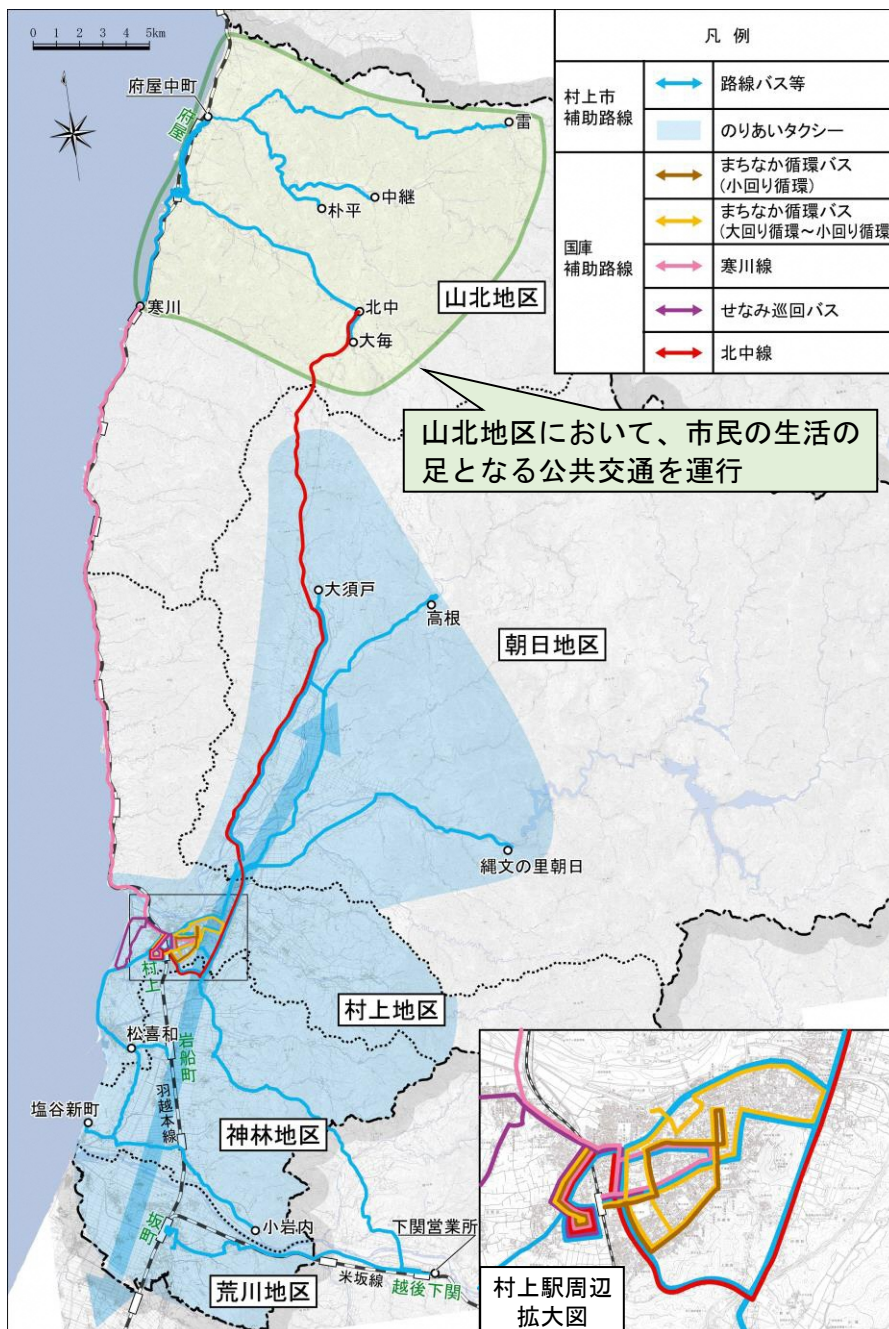 0 1 2 3 4 5km
凡 例
村上市
補助路線
路線バス等
のりあいタクシー
国庫
補助路線
まちなか循環バス
(小回り循環)
まちなか循環バス
(大回り循環~小回り循環)
寒川線
せなみ巡回バス
北中線
府屋中町
府屋
雷
中継
朴平
寒川
北中
大毎
山北地区
山北地区において、市民の生活の
足となる公共交通を運行
大須戸
高根
朝日地区
縄文の里朝日
村上
村上地区
松喜和
岩船町
羽越本線
塩谷新町
神林地区
坂町
小岩内
下関営業所
荒川地区
米坂線
越後下関
村上駅周辺
拡大図